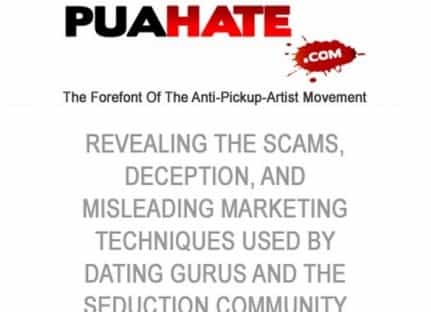 PUAHATE
.COM
The Forefont Of The Anti-Pickup-Artist Movement
REVEALING THE SCAMS,
DECEPTION, AND
MISLEADING MARKETING
TECHNIQUES USED BY
DATING GURUS AND THE
SEDUCTION COMMUNITY